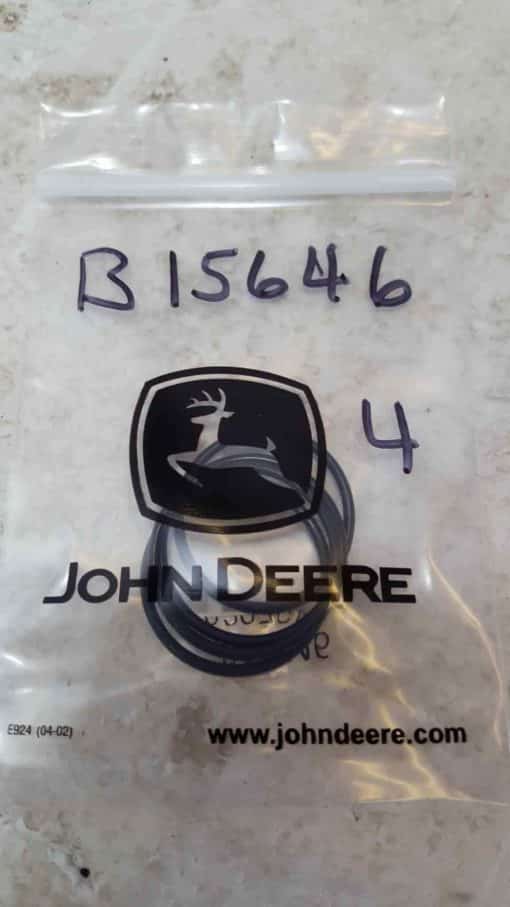 B15646
4
JOHN DEERE
E924 (04-02)
www.johndeere.com